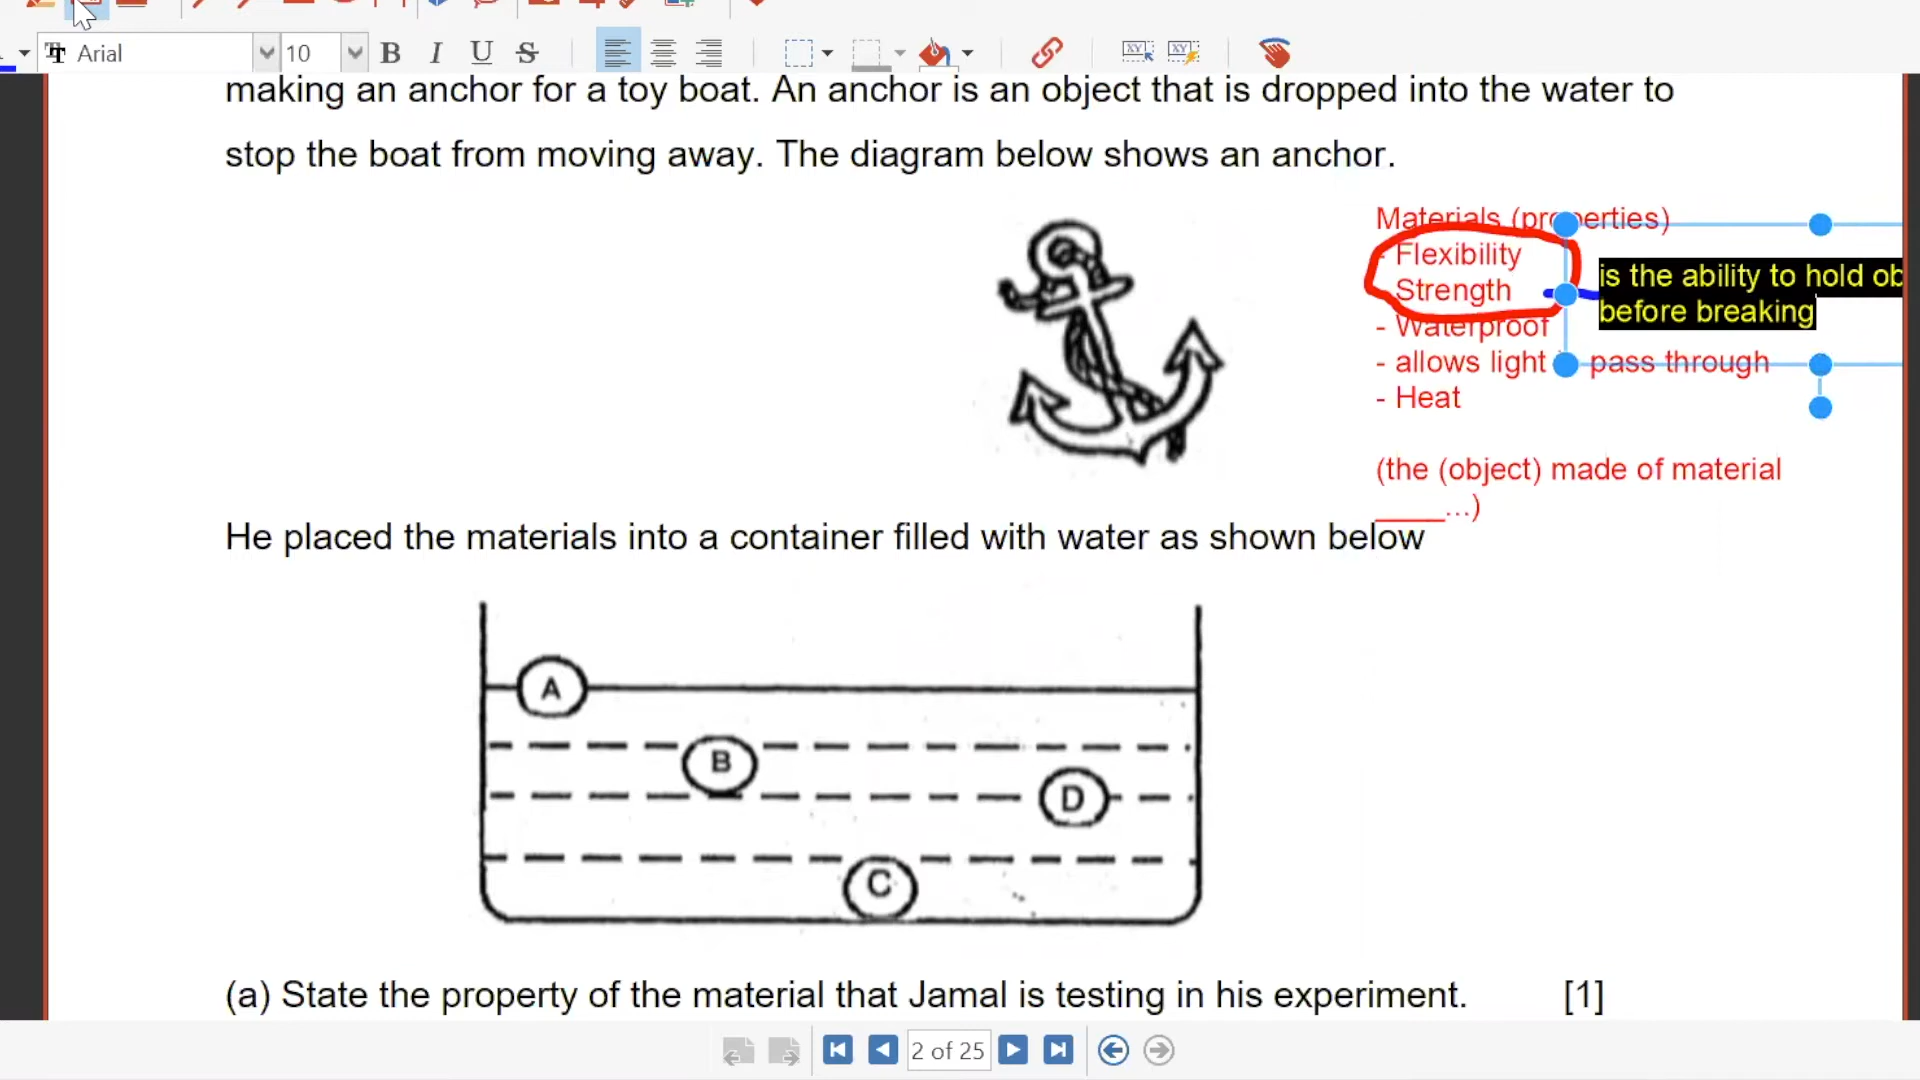 Arial
10
B I U S
making an anchor for a toy boat. An anchor is an object that is dropped into the water to
stop the boat from moving away. The diagram below shows an anchor.
Materials (properties)
- Flexibility
Strength
is the ability to hold ob
before breaking
- Waterproof
- allows light pass through
- Heat
(the (object) made of material
_____...)
He placed the materials into a container filled with water as shown below
A
B
D
C
(a) State the property of the material that Jamal is testing in his experiment. [1]
2 of 25